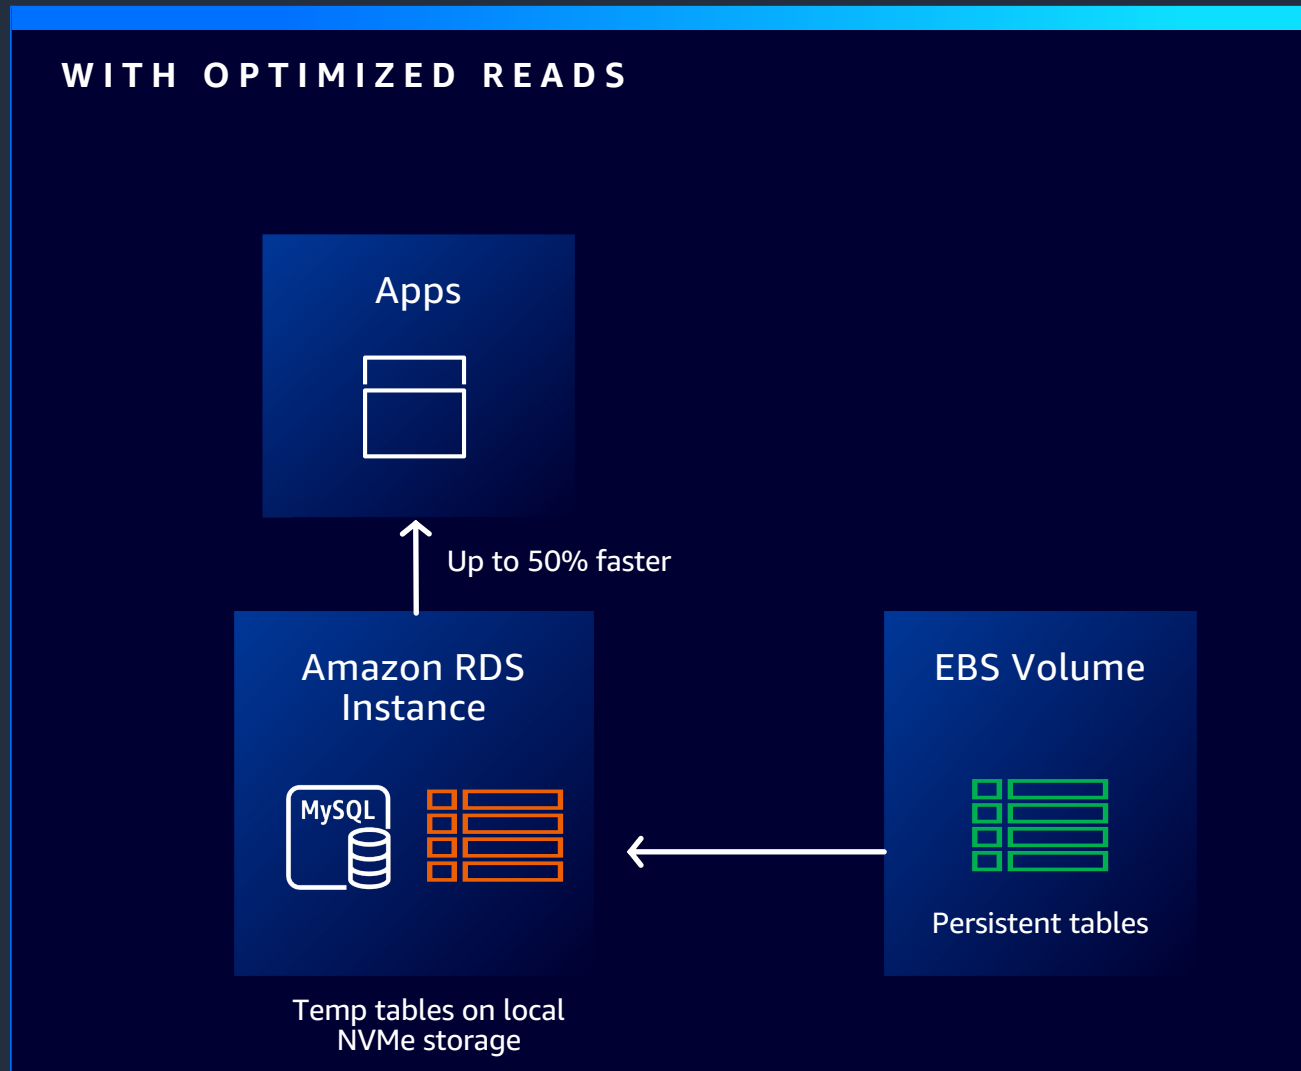 WITH OPTIMIZED READS
Apps
Up to 50% faster
Amazon RDS
Instance
MySQL
Temp tables on local
NVMe storage
EBS Volume
Persistent tables